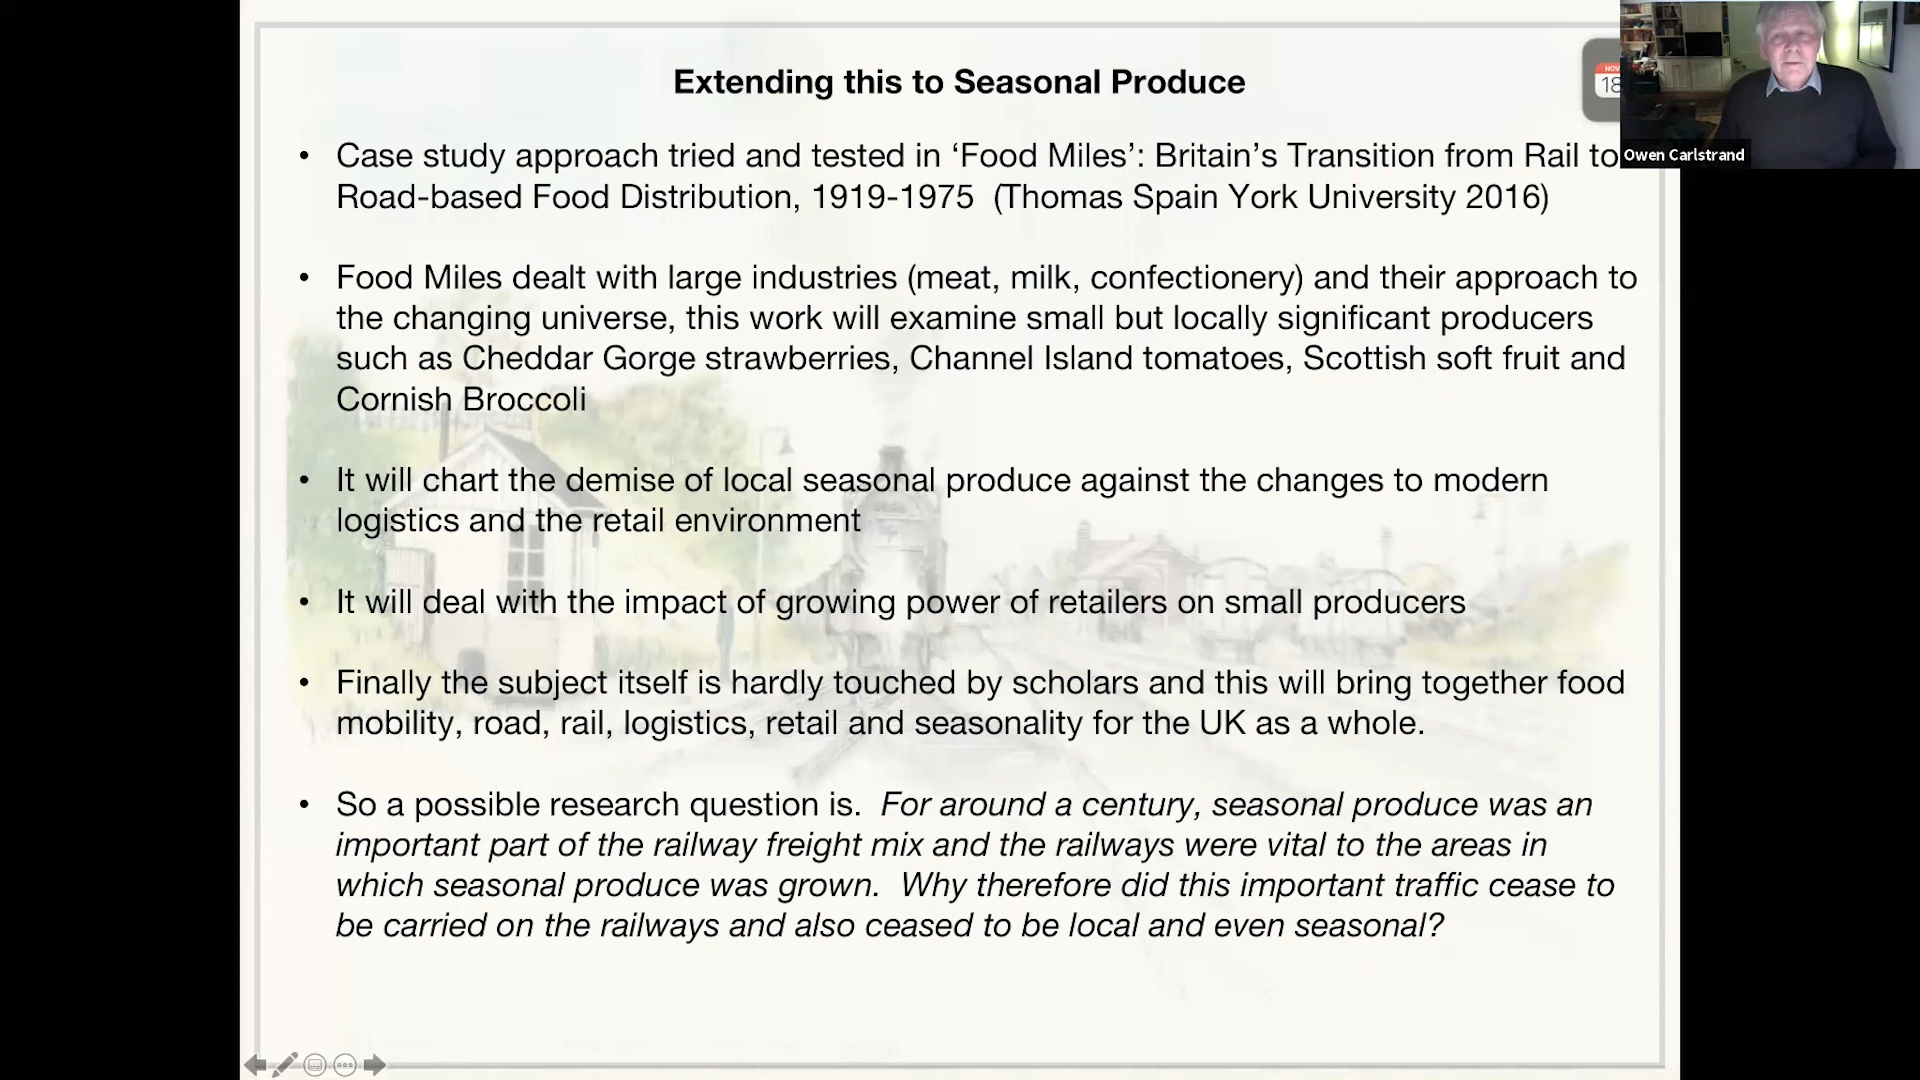 Extending this to Seasonal Produce
NOV
18
Owen Carlstrand
• Case study approach tried and tested in ‘Food Miles’: Britain’s Transition from Rail to
Road-based Food Distribution, 1919-1975 (Thomas Spain York University 2016)
• Food Miles dealt with large industries (meat, milk, confectionery) and their approach to
the changing universe, this work will examine small but locally significant producers
such as Cheddar Gorge strawberries, Channel Island tomatoes, Scottish soft fruit and
Cornish Broccoli
• It will chart the demise of local seasonal produce against the changes to modern
logistics and the retail environment
• It will deal with the impact of growing power of retailers on small producers
• Finally the subject itself is hardly touched by scholars and this will bring together food
mobility, road, rail, logistics, retail and seasonality for the UK as a whole.
• So a possible research question is. For around a century, seasonal produce was an
important part of the railway freight mix and the railways were vital to the areas in
which seasonal produce was grown. Why therefore did this important traffic cease to
be carried on the railways and also ceased to be local and even seasonal?